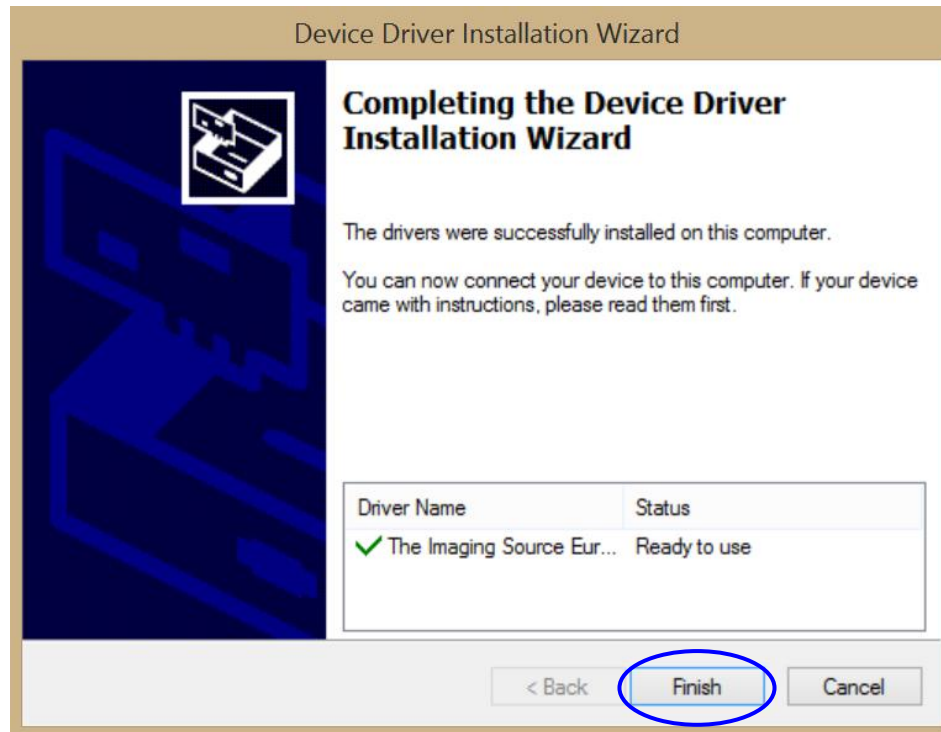 Device Driver Installation Wizard
Completing the Device Driver
Installation Wizard
The drivers were successfully installed on this computer.
You can now connect your device to this computer. If your device
came with instructions, please read them first.
Driver Name Status
The Imaging Source Eur... Ready to use
< Back Finish Cancel